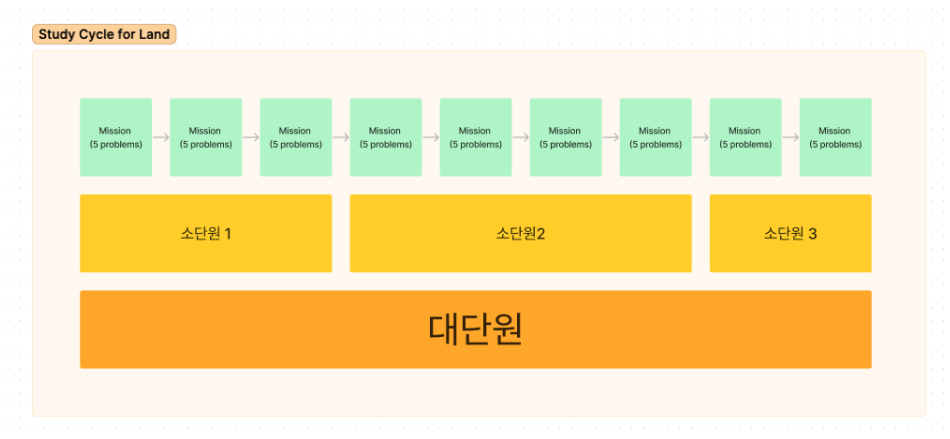 Study Cycle for Land
Mission
(5 problems)
Mission
(5 problems)
Mission
(5 problems)
Mission
(5 problems)
Mission
(5 problems)
Mission
(5 problems)
Mission
(5 problems)
Mission
(5 problems)
Mission
(5 problems)
소단원 1
소단원2
소단원 3
대단원